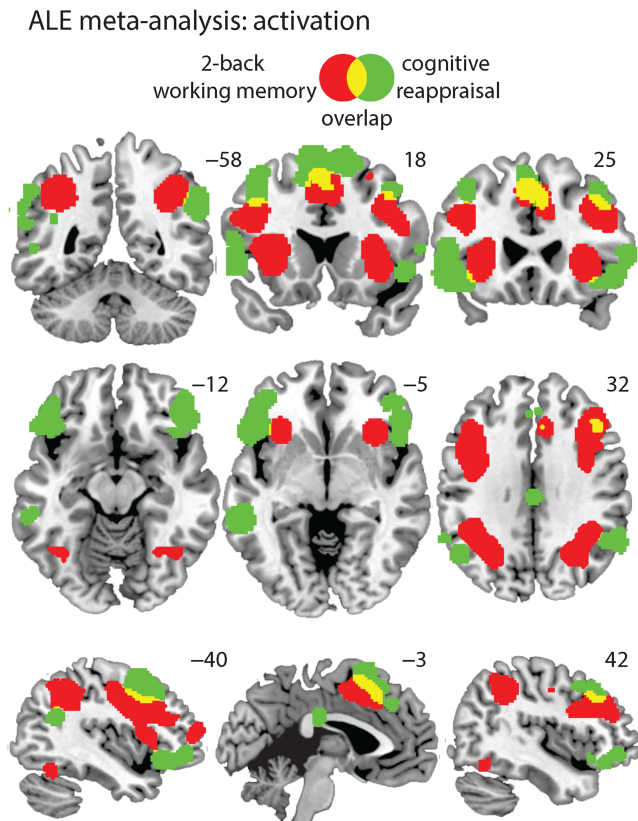 ALE meta-analysis: activation
2-back cognitive
working memory reappraisal
overlap
−58 18 25
−12 −5 32
−40 −3 42